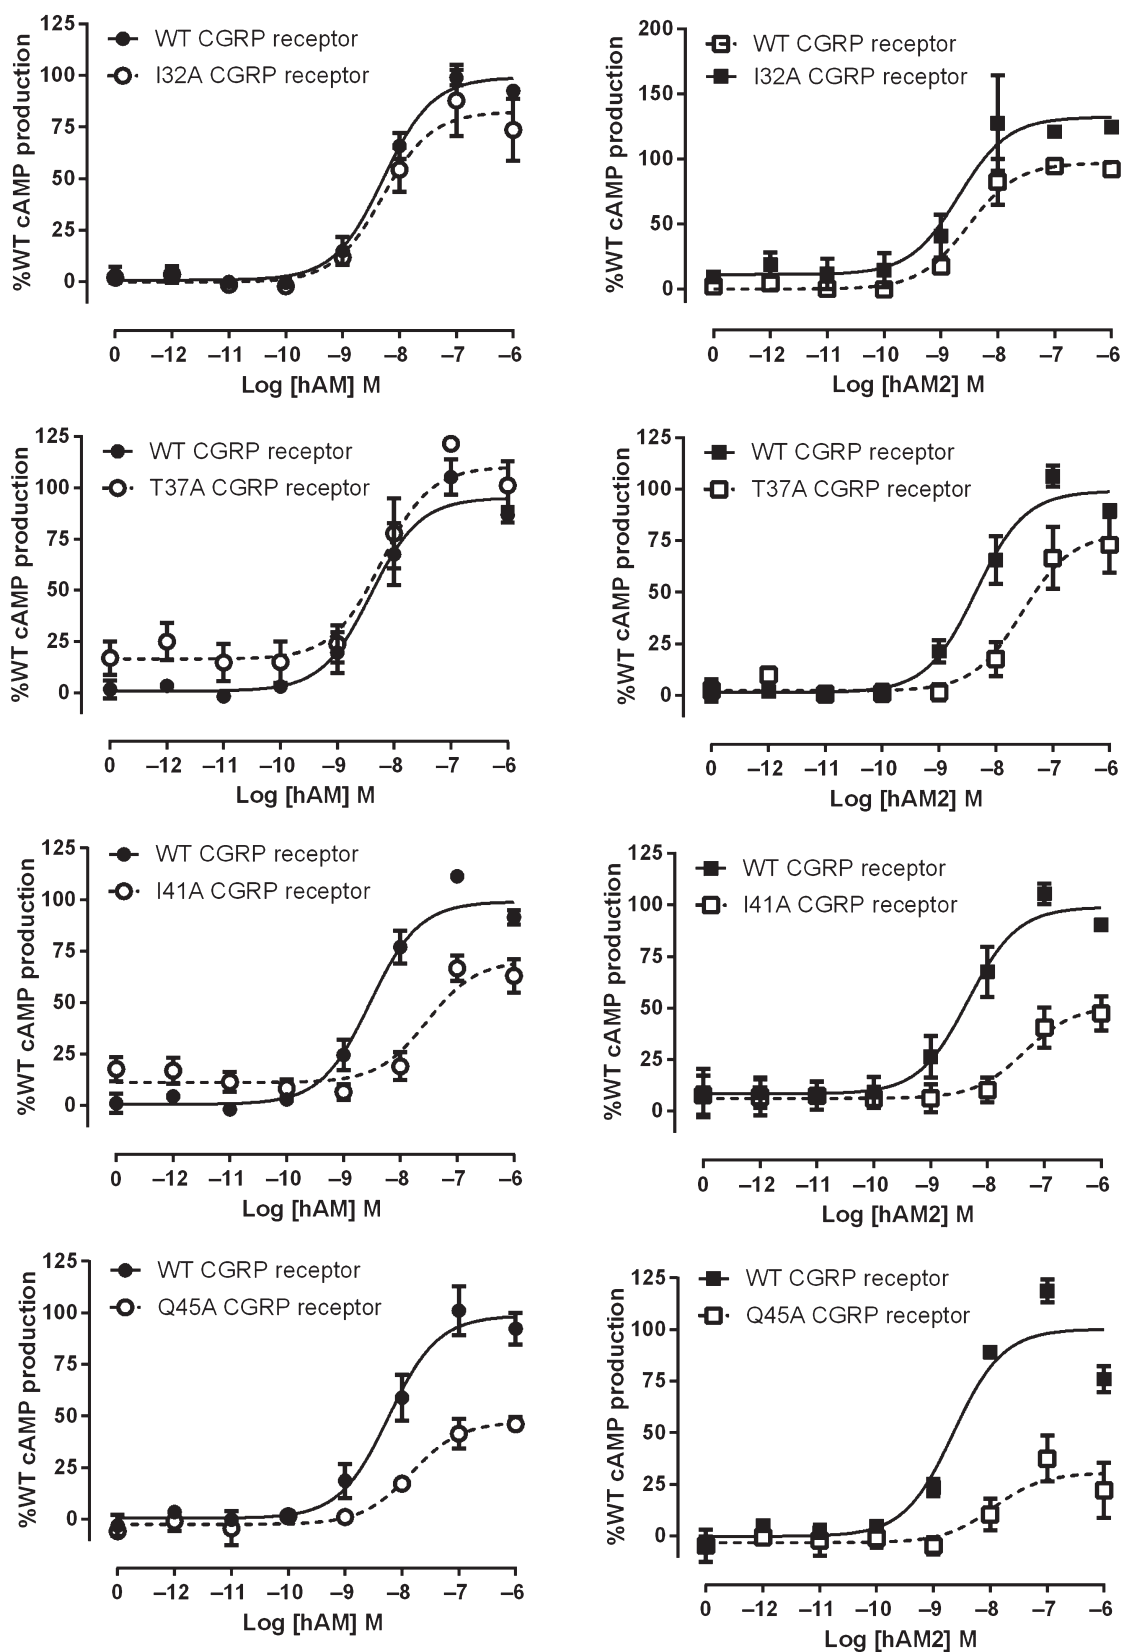 %WT cAMP production
125
100
75
50
25
0
WT CGRP receptor
I32A CGRP receptor
0 –12 –11 –10 –9 –8 –7 –6
Log [hAM] M
%WT cAMP production
200
150
100
50
0
WT CGRP receptor
I32A CGRP receptor
0 –12 –11 –10 –9 –8 –7 –6
Log [hAM2] M
%WT cAMP production
125
100
75
50
25
0
WT CGRP receptor
T37A CGRP receptor
0 –12 –11 –10 –9 –8 –7 –6
Log [hAM] M
%WT cAMP production
125
100
75
50
25
0
WT CGRP receptor
T37A CGRP receptor
0 –12 –11 –10 –9 –8 –7 –6
Log [hAM2] M
%WT cAMP production
125
100
75
50
25
0
WT CGRP receptor
I41A CGRP receptor
0 –12 –11 –10 –9 –8 –7 –6
Log [hAM] M
%WT cAMP production
125
100
75
50
25
0
WT CGRP receptor
I41A CGRP receptor
0 –12 –11 –10 –9 –8 –7 –6
Log [hAM2] M
%WT cAMP production
125
100
75
50
25
0
WT CGRP receptor
Q45A CGRP receptor
0 –12 –11 –10 –9 –8 –7 –6
Log [hAM] M
%WT cAMP production
125
100
75
50
25
0
WT CGRP receptor
Q45A CGRP receptor
0 –12 –11 –10 –9 –8 –7 –6
Log [hAM2] M